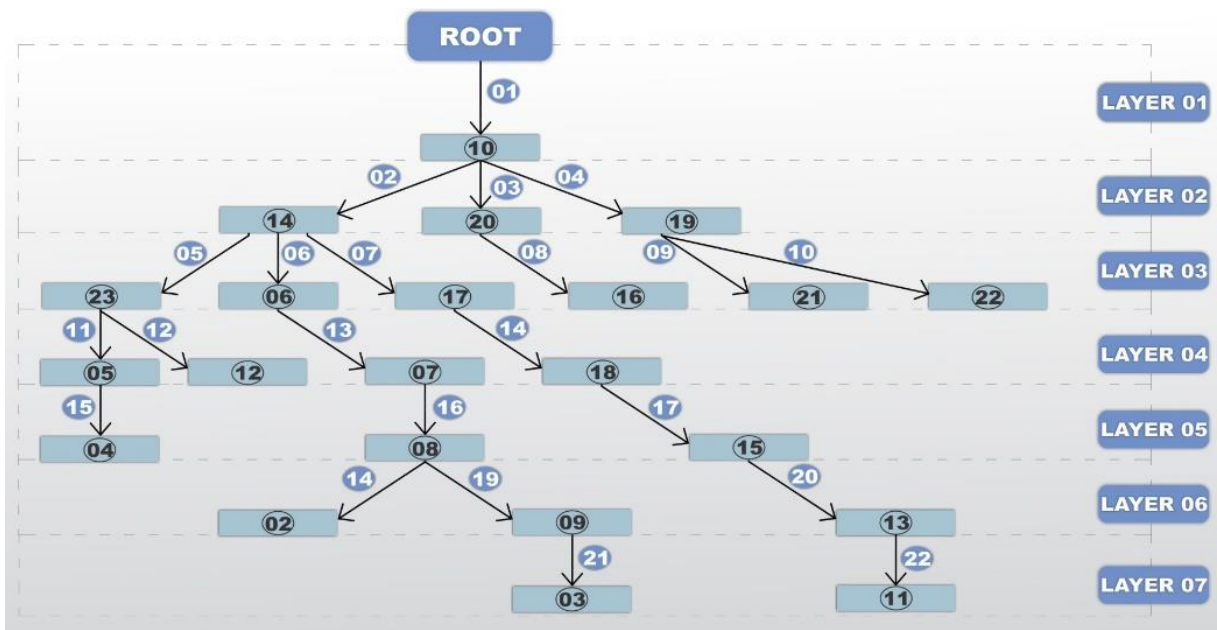 ROOT
01
LAYER 01
10
02 03 04
LAYER 02
14 20 19
05 06 07 08 09 10
LAYER 03
23 06 17 16 21 22
11 12 13 14
LAYER 04
05 12 07 18
15 16 17
LAYER 05
04 08 15
14 19 20
LAYER 06
02 09 13
21 22
LAYER 07
03 11